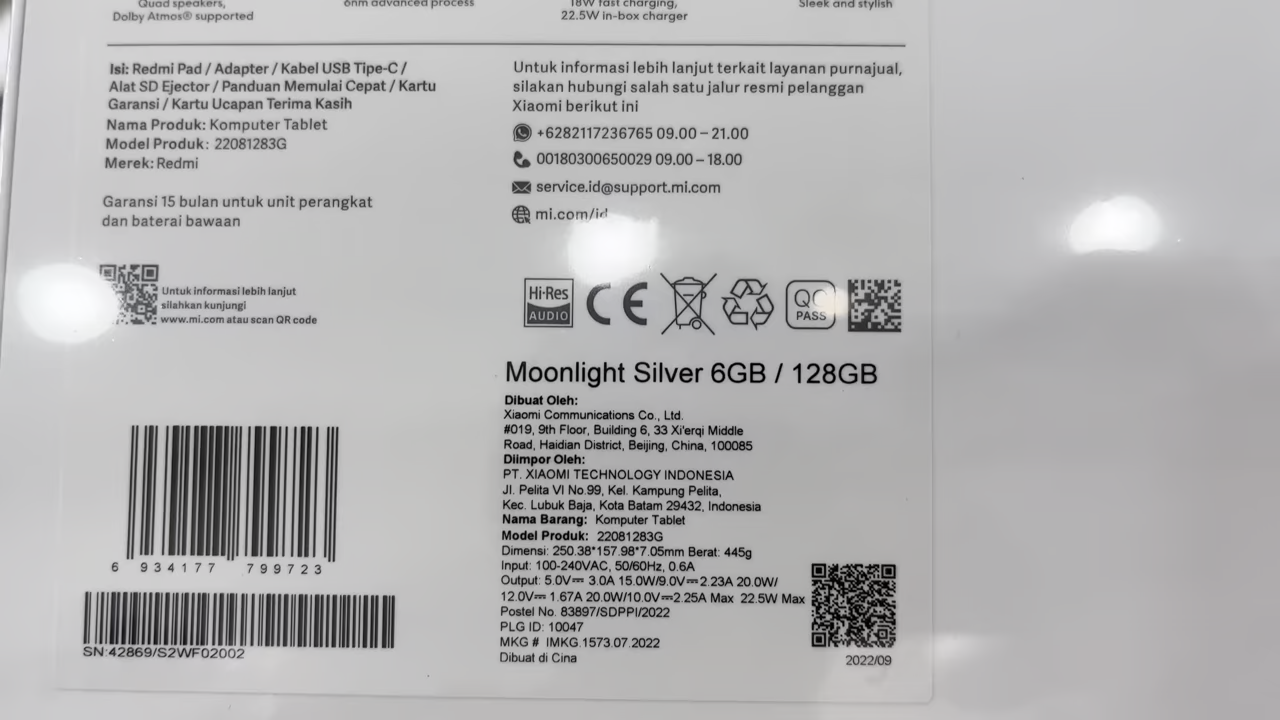 Quad speakers,
Dolby Atmos® supported
6nm advanced process
18W fast charging,
22.5W in-box charger
Sleek and stylish
Isi: Redmi Pad / Adapter / Kabel USB Tipe-C /
Alat SD Ejector / Panduan Memulai Cepat / Kartu
Garansi / Kartu Ucapan Terima Kasih
Nama Produk: Komputer Tablet
Model Produk: 22081283G
Merek: Redmi
Garansi 15 bulan untuk unit perangkat
dan baterai bawaan
Untuk informasi lebih lanjut
silahkan kunjungi
www.mi.com atau scan QR code
6 934177 799723
SN:42869/S2WF02002
Untuk informasi lebih lanjut terkait layanan purnajual,
silakan hubungi salah satu jalur resmi pelanggan
Xiaomi berikut ini
+6282117236765 09.00 – 21.00
00180300650029 09.00 – 18.00
service.id@support.mi.com
mi.com/id
Hi-Res
AUDIO
CE
QC
PASS
Moonlight Silver 6GB / 128GB
Dibuat Oleh:
Xiaomi Communications Co., Ltd.
#019, 9th Floor, Building 6, 33 Xi'erqi Middle
Road, Haidian District, Beijing, China, 100085
Diimpor Oleh:
PT. XIAOMI TECHNOLOGY INDONESIA
Jl. Pelita VI No.99, Kel. Kampung Pelita,
Kec. Lubuk Baja, Kota Batam 29432, Indonesia
Nama Barang: Komputer Tablet
Model Produk: 22081283G
Dimensi: 250.38*157.98*7.05mm Berat: 445g
Input: 100-240VAC, 50/60Hz, 0.6A
Output: 5.0V⎓ 3.0A 15.0W/9.0V⎓2.23A 20.0W/
12.0V⎓ 1.67A 20.0W/10.0V⎓2.25A Max 22.5W Max
Postel No. 83897/SDPPI/2022
PLG ID: 10047
MKG # IMKG.1573.07.2022
Dibuat di Cina
2022/09